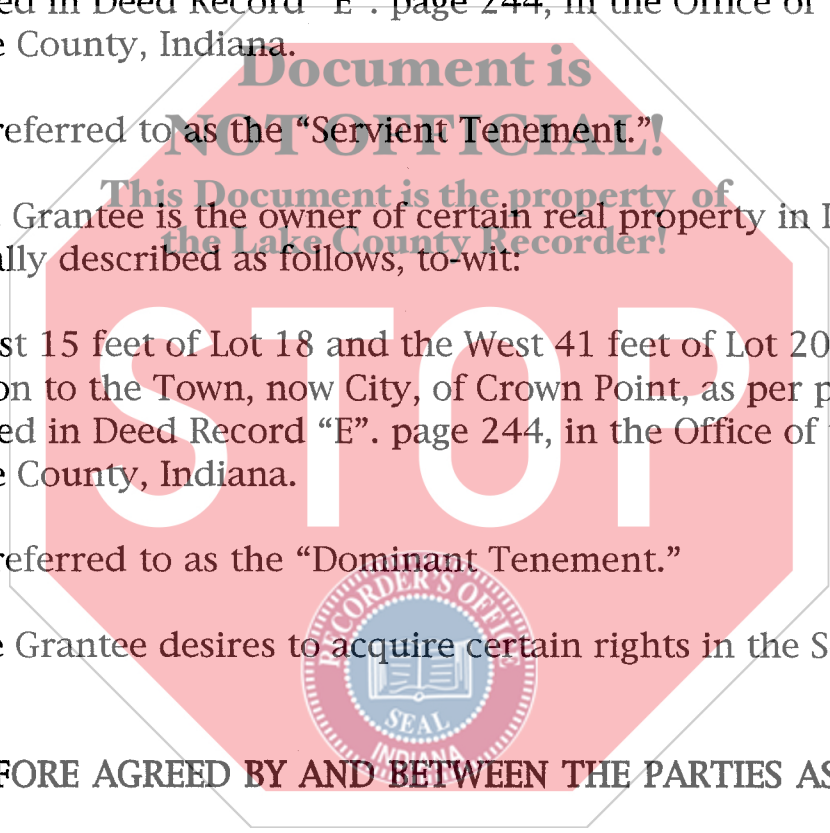 ed in Deed Record “E”. page 244, in the Office of
e County, Indiana.
Document is
referred to as the “Servient Tenement.”
NOT OFFICIAL!
This Document is the property of
Grantee is the owner of certain real property in
the Lake County Recorder!
ally described as follows, to-wit:
st 15 feet of Lot 18 and the West 41 feet of Lot 20
on to the Town, now City, of Crown Point, as per p
ed in Deed Record “E”. page 244, in the Office of
e County, Indiana.
STOP
referred to as the “Dominant Tenement.”
e Grantee desires to acquire certain rights in the S
RECORDER'S OFFICE
SEAL
INDIANA
FORE AGREED BY AND BETWEEN THE PARTIES AS